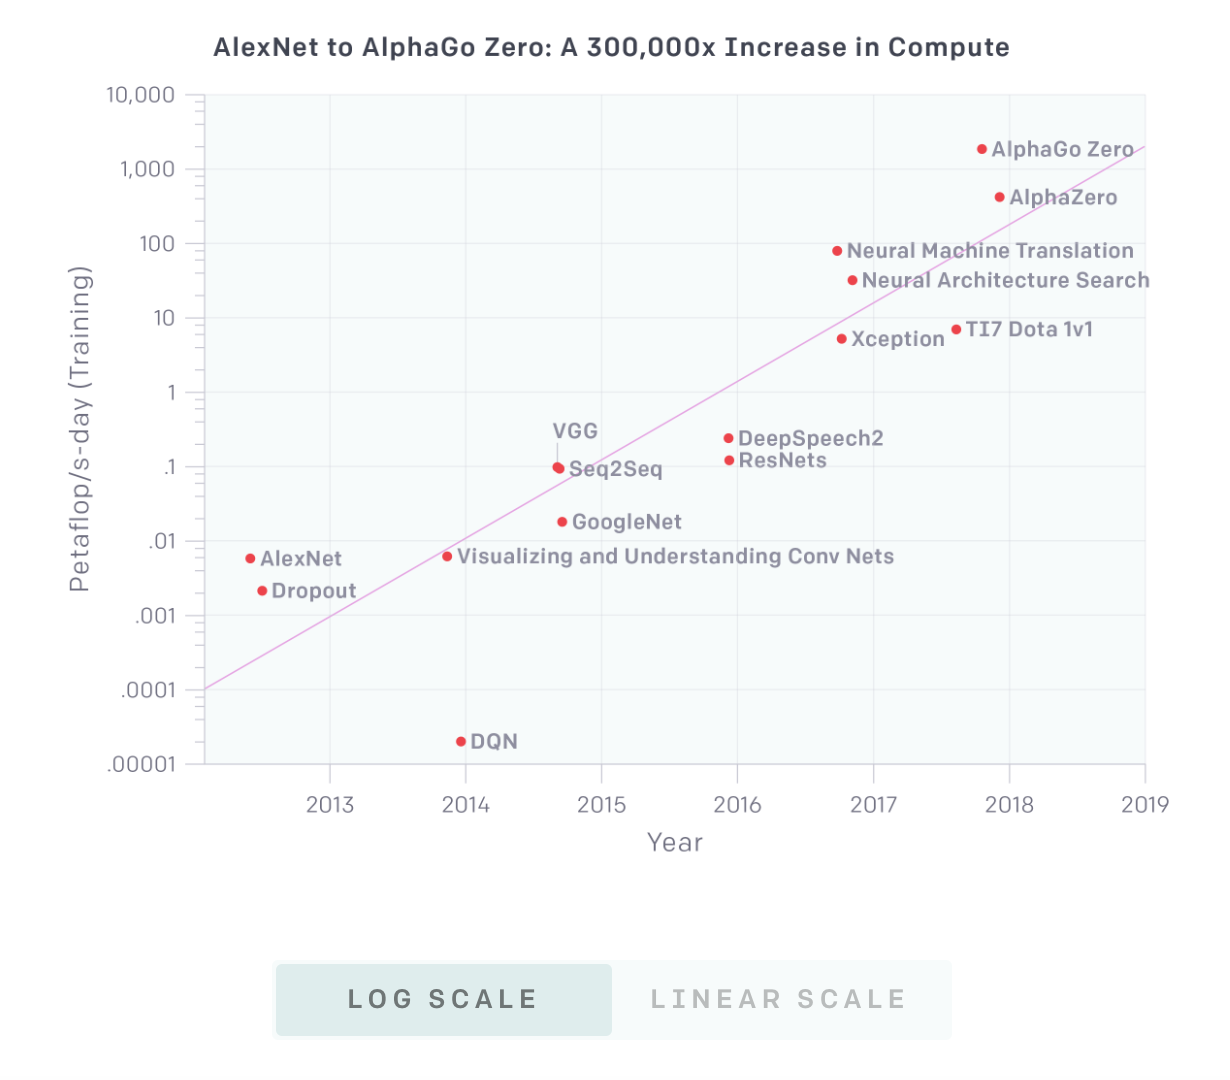 AlexNet to AlphaGo Zero: A 300,000x Increase in Compute
10,000
1,000
100
10
1
.1
.01
.001
.0001
.00001
Petaflop/s-day (Training)
AlphaGo Zero
AlphaZero
Neural Machine Translation
Neural Architecture Search
TI7 Dota 1v1
Xception
VGG
DeepSpeech2
ResNets
Seq2Seq
GoogleNet
Visualizing and Understanding Conv Nets
AlexNet
Dropout
DQN
2013 2014 2015 2016 2017 2018 2019
Year
LOG SCALE LINEAR SCALE